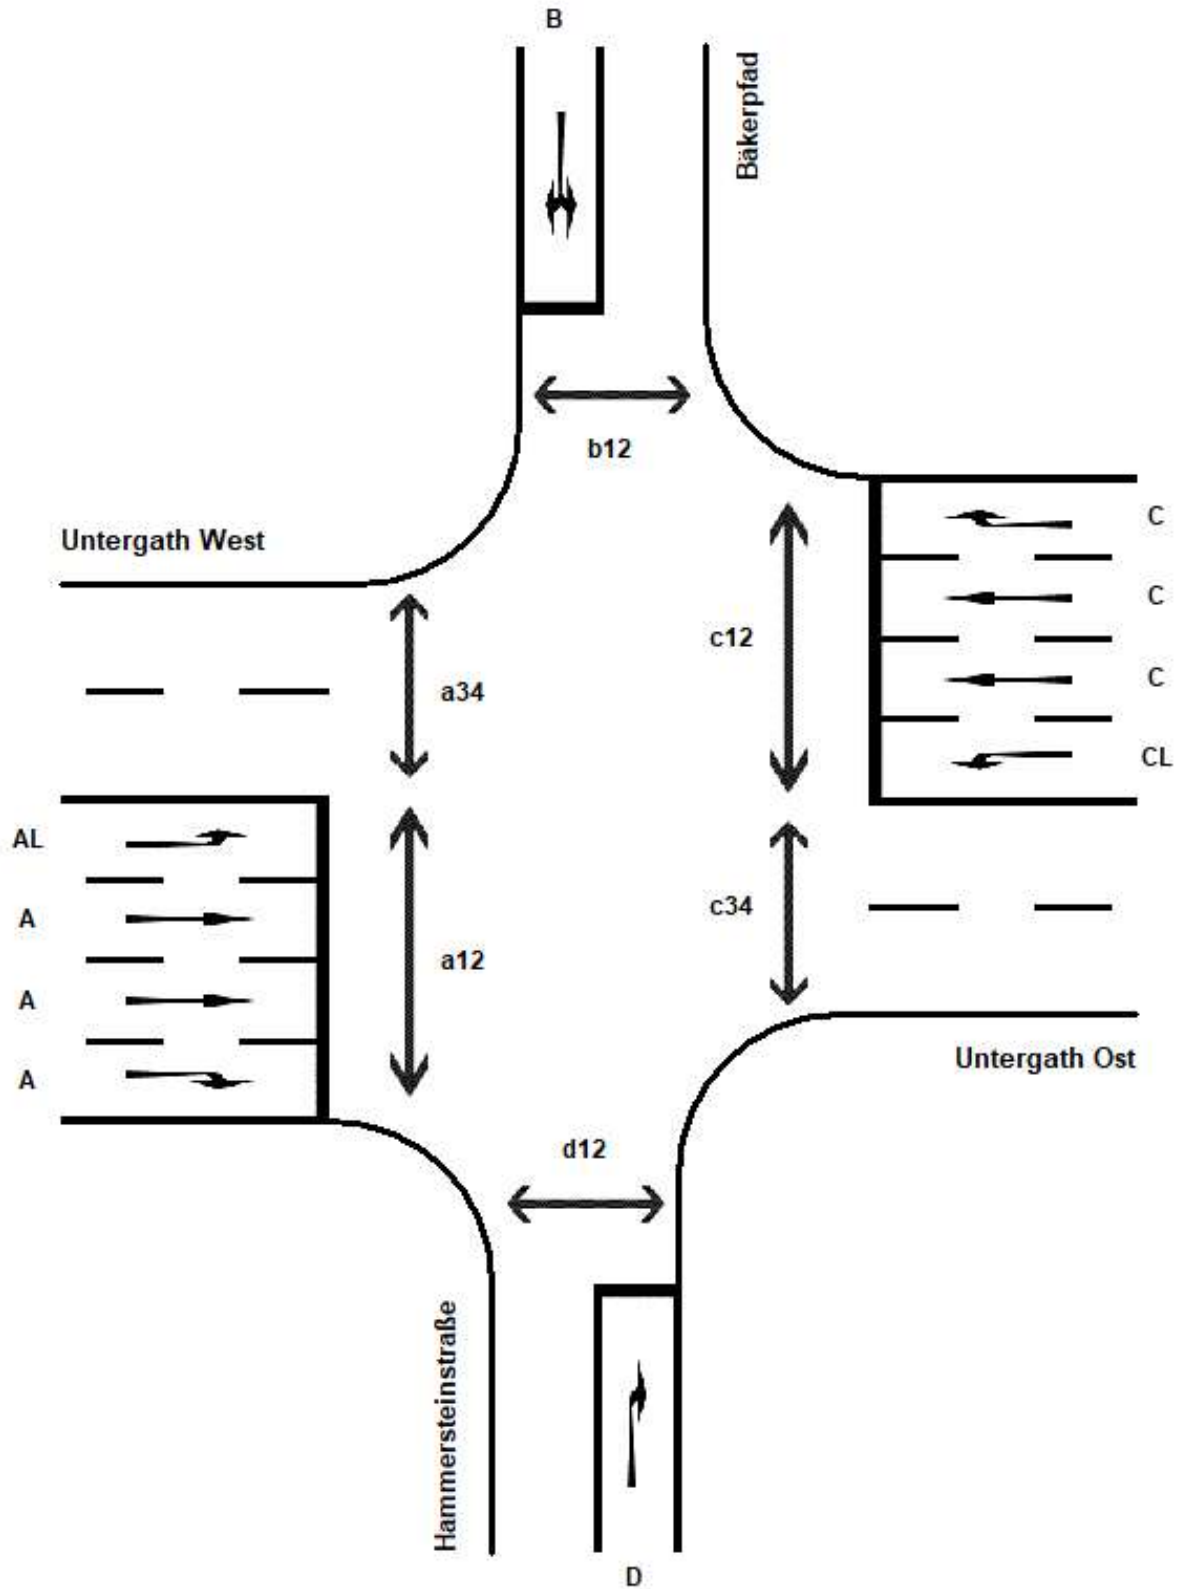 B
Bäkerpfad
b12
Untergath West
C
C
c12
a34
C
CL
AL
A
c34
a12
A
A
Untergath Ost
d12
Hammersteinstraße
D